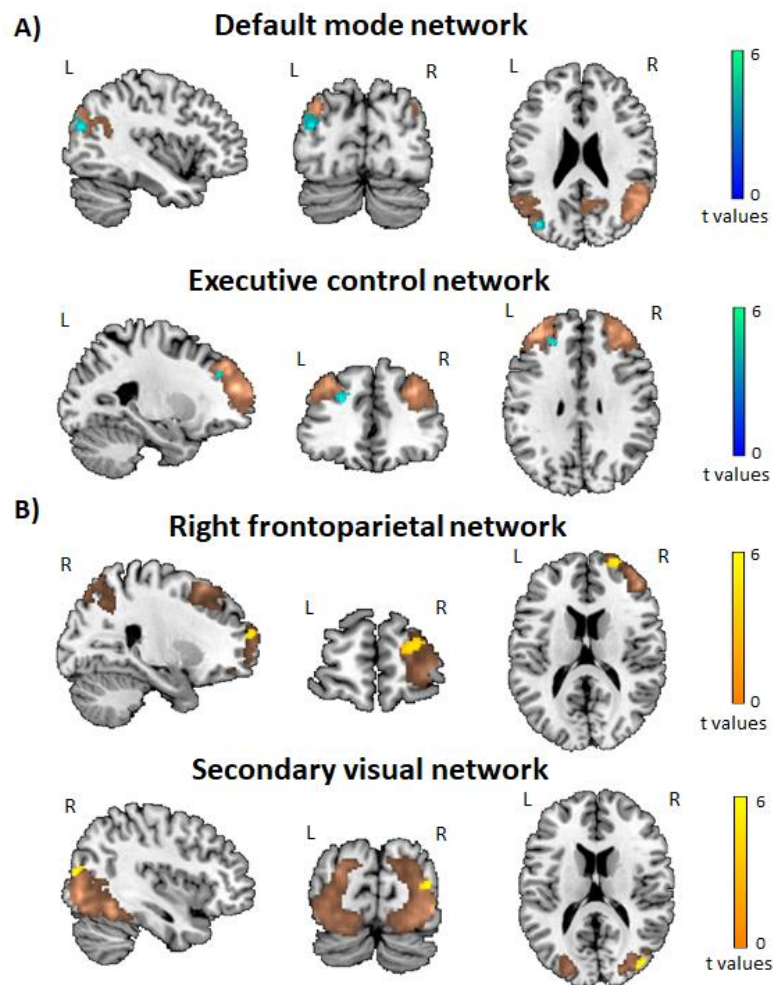 A)
Default mode network
L
L
R
L
R
6
0
t values
Executive control network
L
L
R
L
R
6
0
t values
B)
Right frontoparietal network
R
L
R
L
R
6
0
t values
Secondary visual network
R
L
R
L
R
6
0
t values